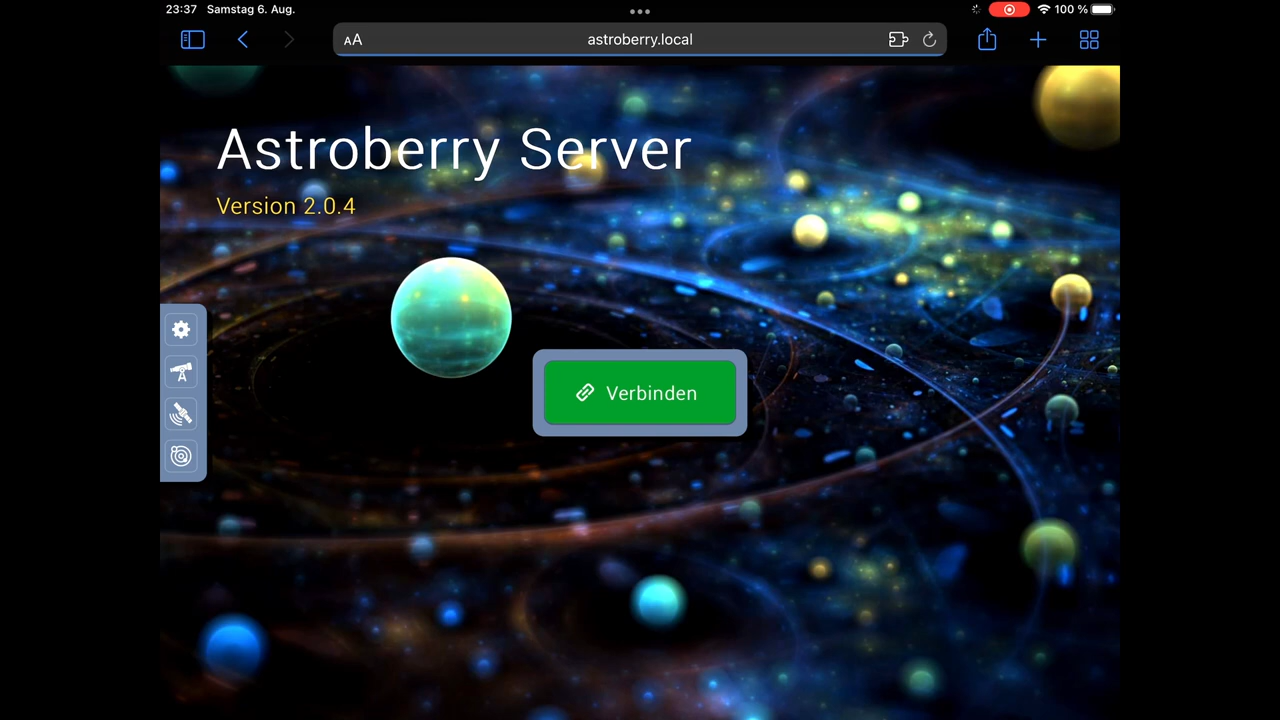 23:37 Samstag 6. Aug.
100 %
AA
astroberry.local
Astroberry Server
Version 2.0.4
Verbinden